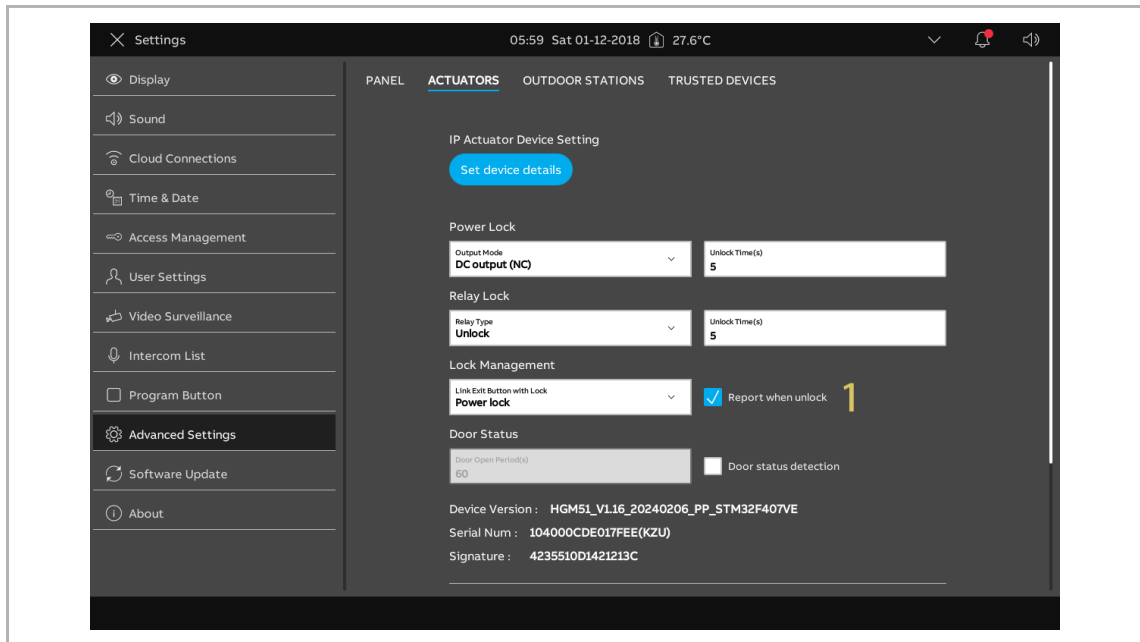 Settings
05:59 Sat 01-12-2018 27.6°C
Display
Sound
Cloud Connections
Time & Date
Access Management
User Settings
Video Surveillance
Intercom List
Program Button
Advanced Settings
Software Update
About
PANEL ACTUATORS OUTDOOR STATIONS TRUSTED DEVICES
IP Actuator Device Setting
Set device details
Power Lock
Output Mode
DC output (NC)
Unlock Time(s)
5
Relay Lock
Relay Type
Unlock
Unlock Time(s)
5
Lock Management
Link Exit Button with Lock
Power lock
Report when unlock
1
Door Status
Door Open Period(s)
60
Door status detection
Device Version : HGM51_V1.16_20240206_PP_STM32F407VE
Serial Num : 104000CDE017FEE(KZU)
Signature : 4235510D1421213C